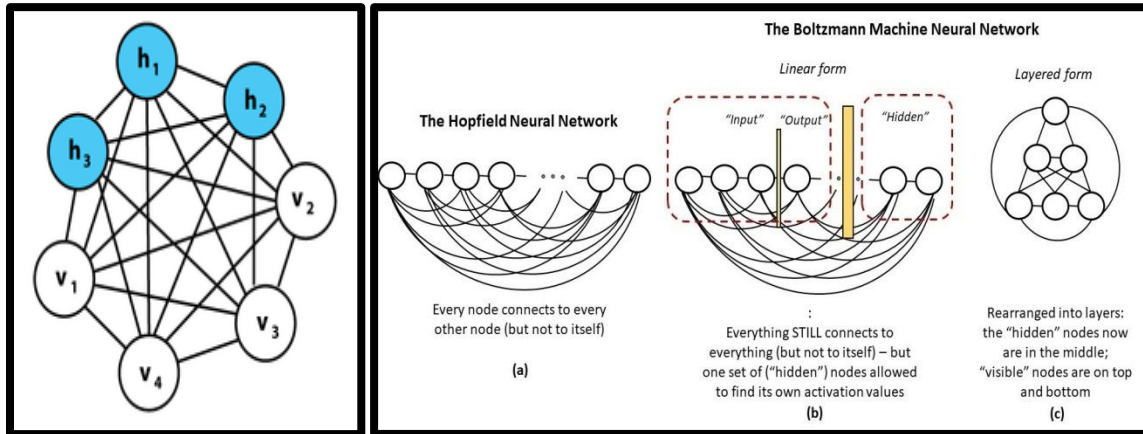 h1
h2
h3
v1
v2
v3
v4
The Boltzmann Machine Neural Network
The Hopfield Neural Network
Every node connects to every
other node (but not to itself)
(a)
Linear form
"Input" "Output" "Hidden"
:
Everything STILL connects to
everything (but not to itself) – but
one set of ("hidden") nodes allowed
to find its own activation values
(b)
Layered form
Rearranged into layers:
the "hidden" nodes now
are in the middle;
"visible" nodes are on top
and bottom
(c)